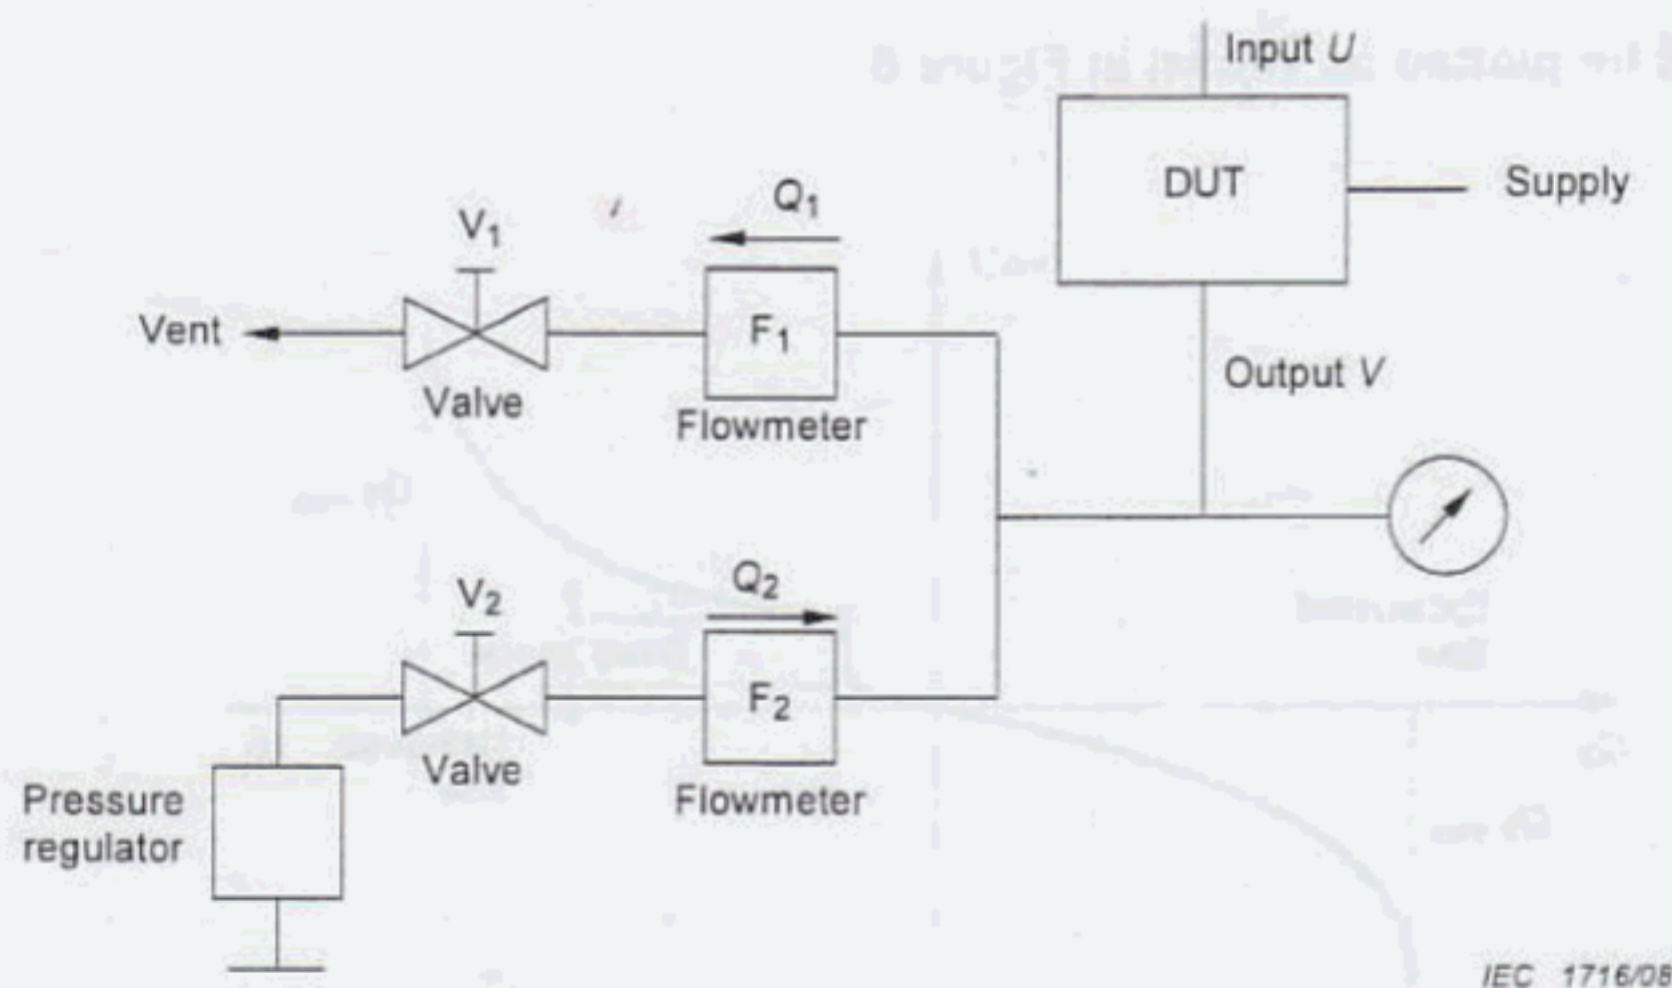 Input U
DUT
Supply
Q1
V1
Vent
F1
Valve
Flowmeter
Output V
Q2
V2
F2
Valve
Flowmeter
Pressure
regulator
IEC 1716/08